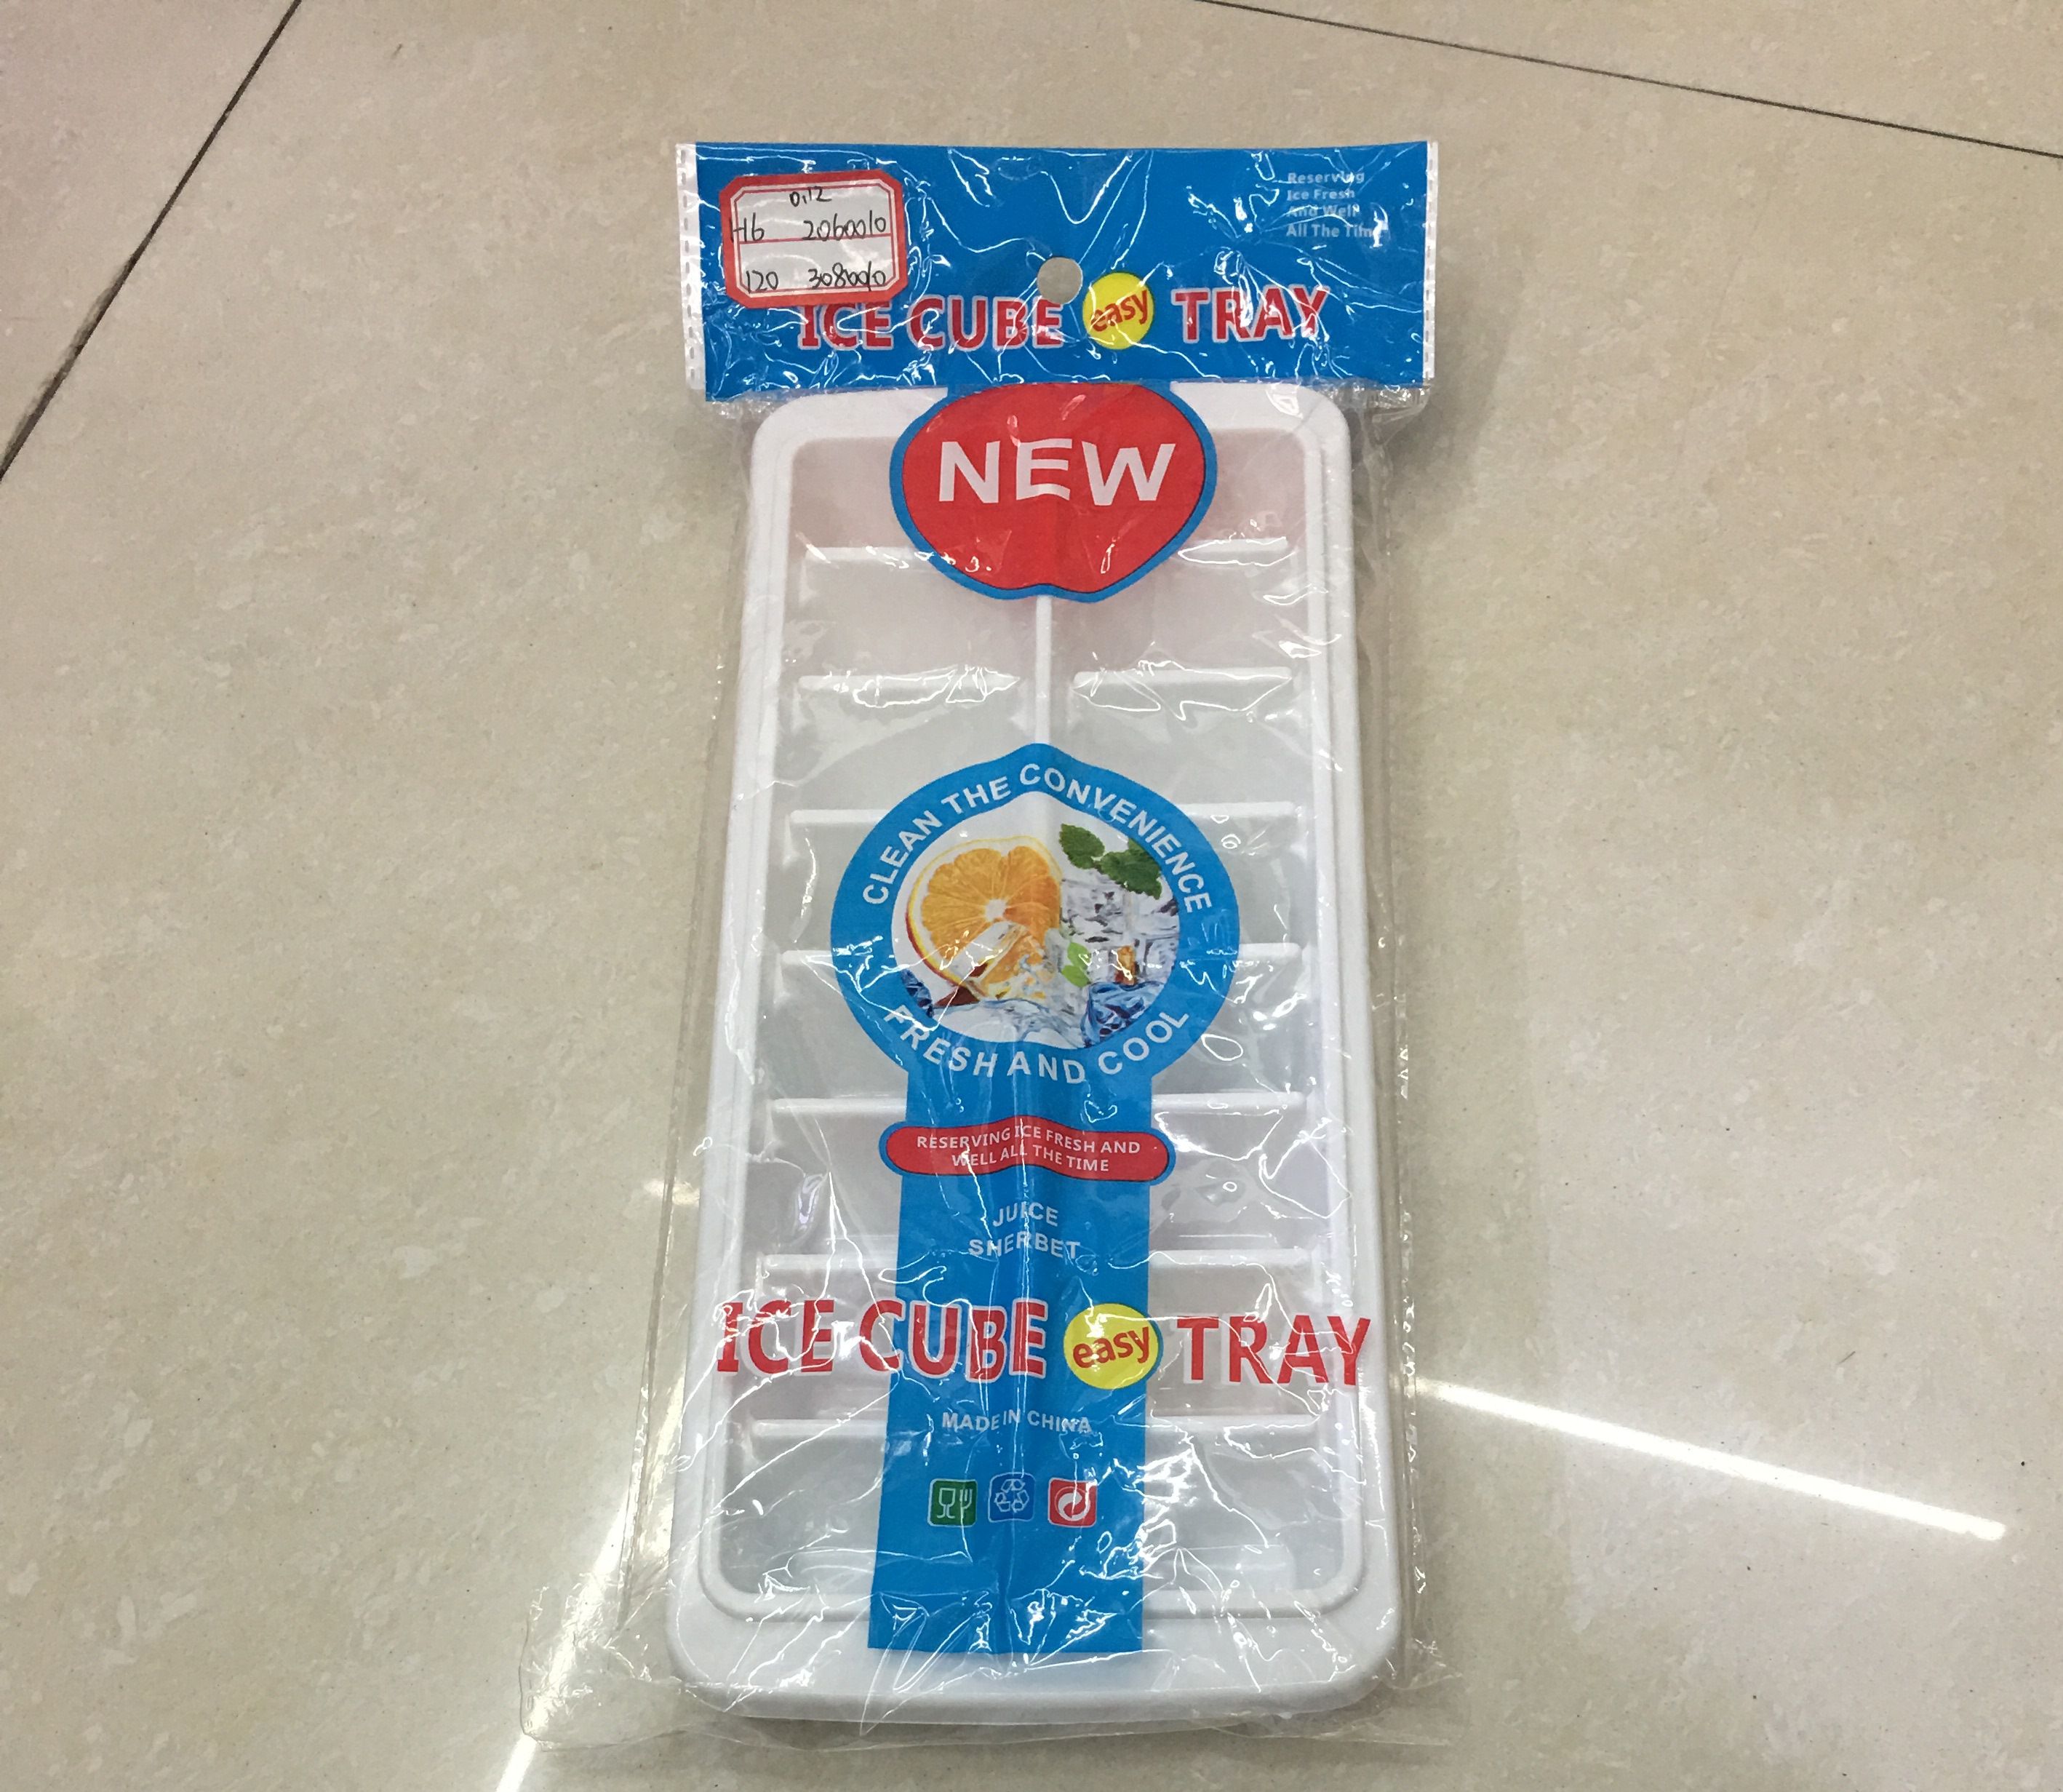 0.12
H6 2060010
120 308000
Reserving
Ice Fresh
And Well
All The Time
ICE CUBE easy TRAY
NEW
CLEAN THE CONVENIENCE
FRESH AND COOL
RESERVING ICE FRESH AND
WELL ALL THE TIME
JUICE
SHERBET
ICE CUBE easy TRAY
MADE IN CHINA